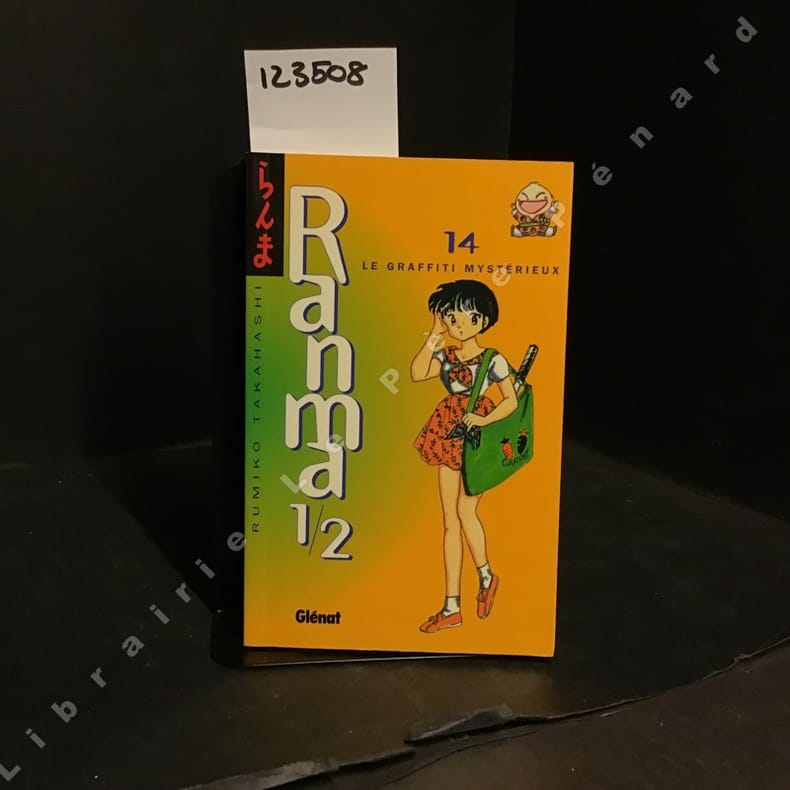 123508
らんま
Ranma
1/2
14
LE GRAFFITI MYSTÉRIEUX
RUMIKO TAKAHASHI
CARROT
Glénat
Librairie Le Père Pénard